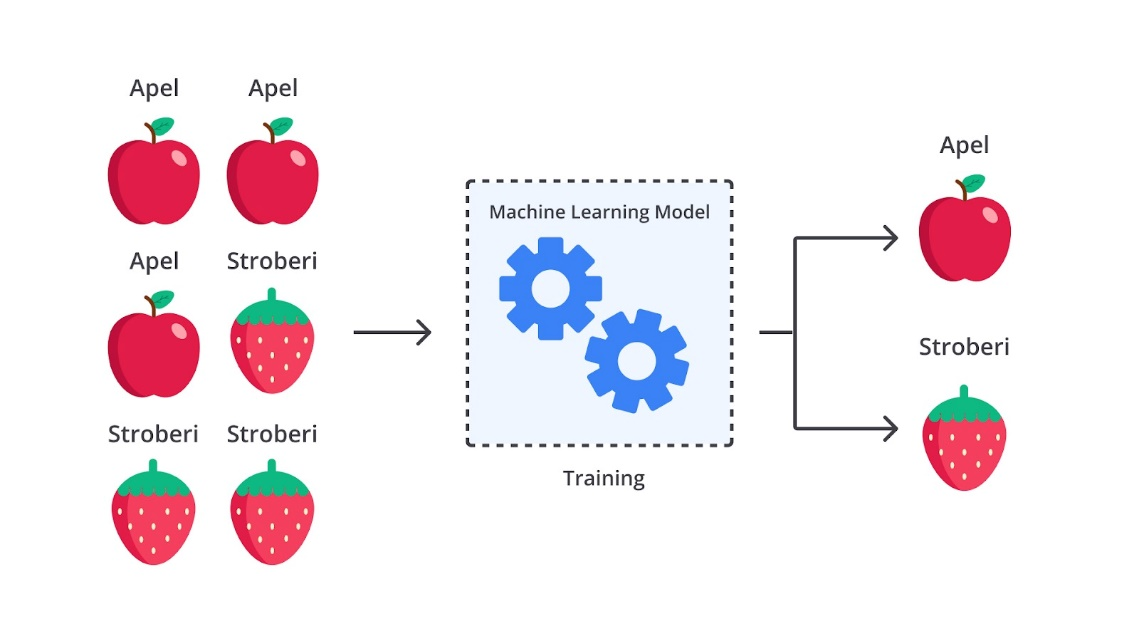 Apel
Apel
Apel
Stroberi
Stroberi
Stroberi
Machine Learning Model
Training
Apel
Stroberi